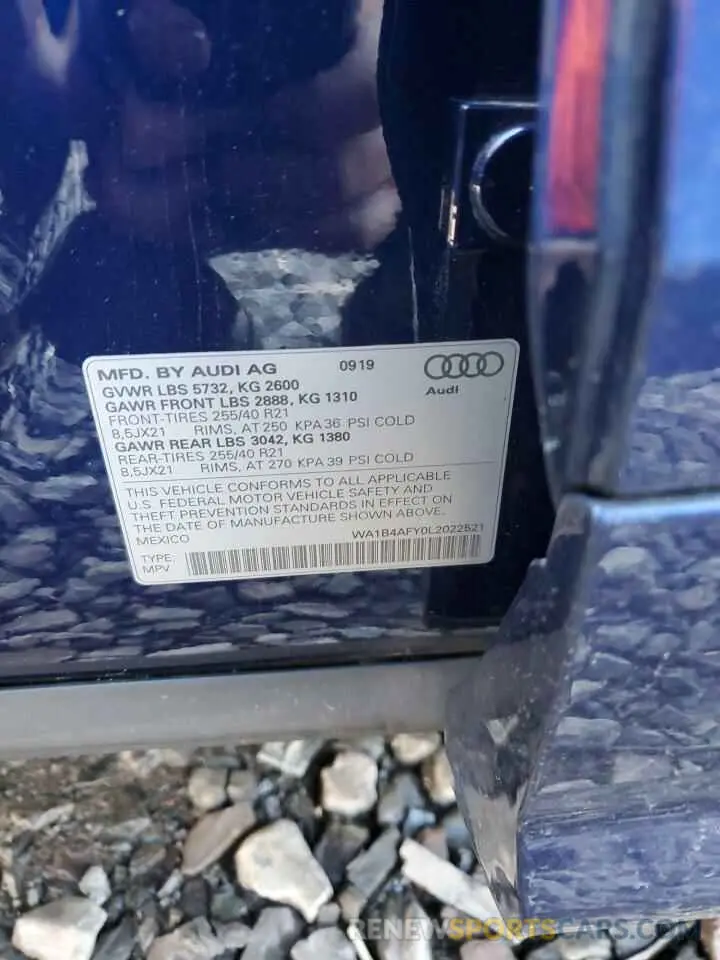 MFD. BY AUDI AG 0919
GVWR LBS 5732, KG 2600
GAWR FRONT LBS 2888, KG 1310
FRONT-TIRES 255/40 R21
8,5JX21 RIMS, AT 250 KPA 36 PSI COLD
GAWR REAR LBS 3042, KG 1380
REAR-TIRES 255/40 R21
8,5JX21 RIMS, AT 270 KPA 39 PSI COLD
Audi
THIS VEHICLE CONFORMS TO ALL APPLICABLE
U.S. FEDERAL MOTOR VEHICLE SAFETY AND
THEFT PREVENTION STANDARDS IN EFFECT ON
THE DATE OF MANUFACTURE SHOWN ABOVE.
MEXICO WA1B4AFY0L2022521
TYPE:
MPV
NEWSPORTSCARS.COM